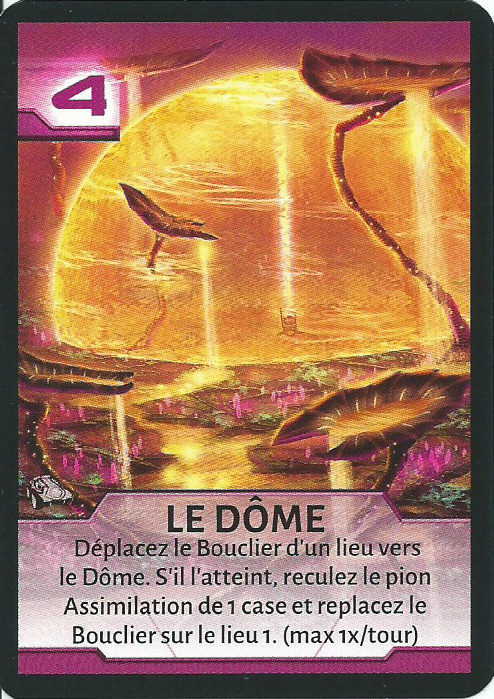 4
LE DÔME
Déplacez le Bouclier d'un lieu vers
le Dôme. S'il l'atteint, reculez le pion
Assimilation de 1 case et replacez le
Bouclier sur le lieu 1. (max 1x/tour)